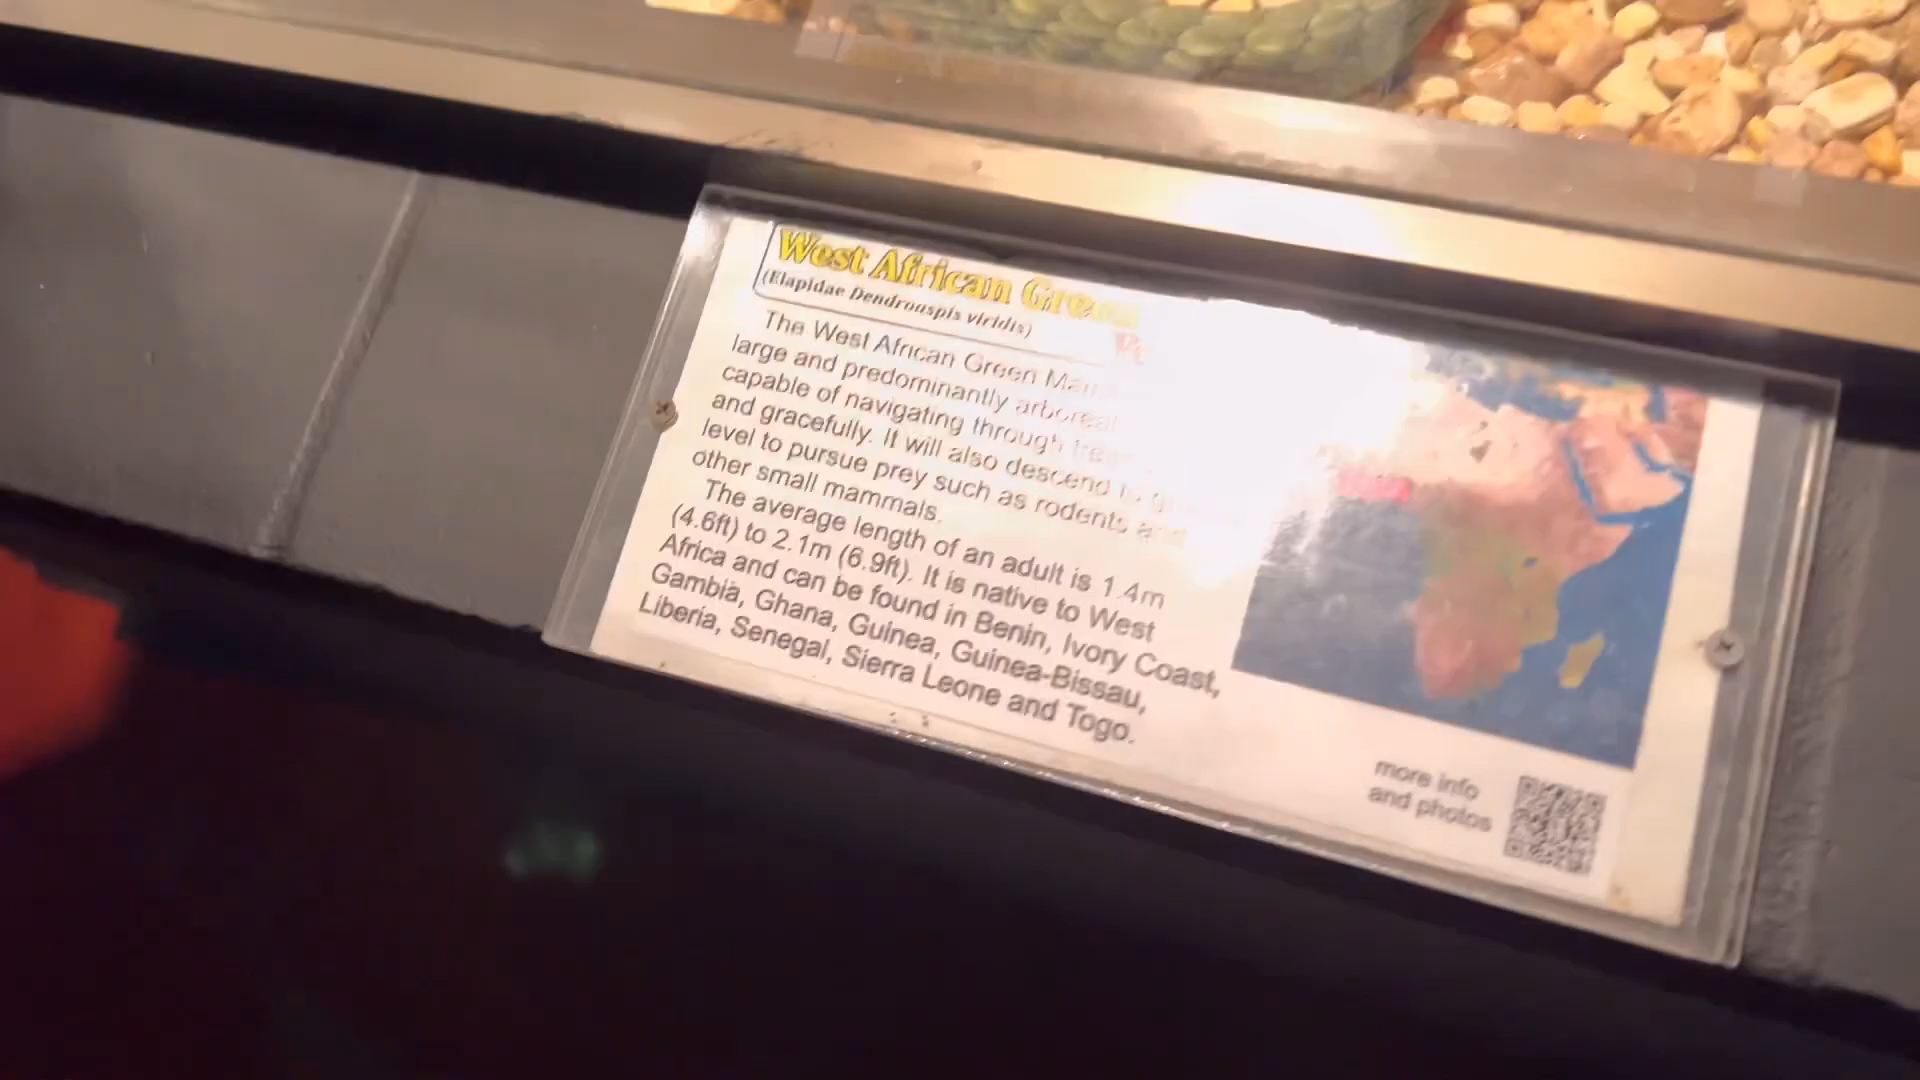 West African Green
(Elapidae Dendroaspis viridis)
The West African Green
large and predominantly arboreal
capable of navigating through
and gracefully. It will also descend
level to pursue prey such as rodents and
other small mammals.
The average length of an adult is 1.4m
(4.6ft) to 2.1m (6.9ft). It is native to West
Africa and can be found in Benin, Ivory Coast,
Gambia, Ghana, Guinea, Guinea-Bissau,
Liberia, Senegal, Sierra Leone and Togo.
more info
and photos